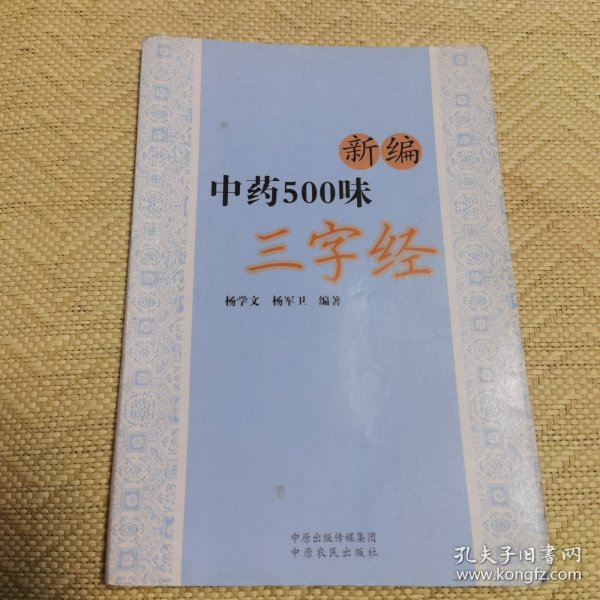 新编
中药500味
三字经
杨学文 杨军卫 编著
中原出版传媒集团
中原农民出版社
孔夫子旧书网
www.kongfz.com